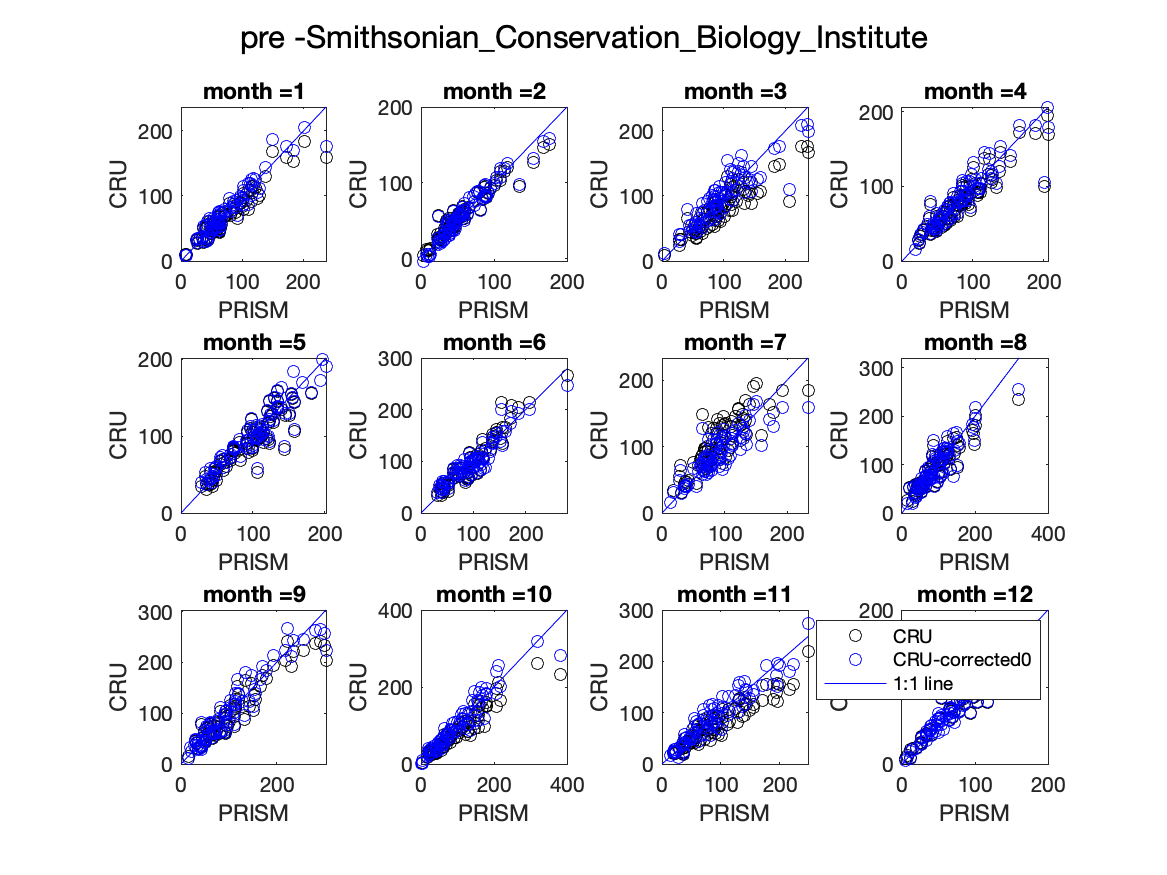 pre -Smithsonian_Conservation_Biology_Institute
month =1
month =2
month =3
month =4
200
100
0
CRU
0 100 200
PRISM
200
100
0
CRU
0 100 200
PRISM
200
100
0
CRU
0 100 200
PRISM
200
100
0
CRU
0 100 200
PRISM
month =5
month =6
month =7
month =8
200
100
0
CRU
0 100 200
PRISM
300
200
100
0
CRU
0 100 200
PRISM
200
100
0
CRU
0 100 200
PRISM
300
200
100
0
CRU
0 200 400
PRISM
month =9
month =10
month =11
month =12
300
200
100
0
CRU
0 200
PRISM
400
200
0
CRU
0 200 400
PRISM
300
200
100
0
CRU
0 100 200
PRISM
200
0
0 100 200
PRISM
CRU
CRU-corrected0
1:1 line